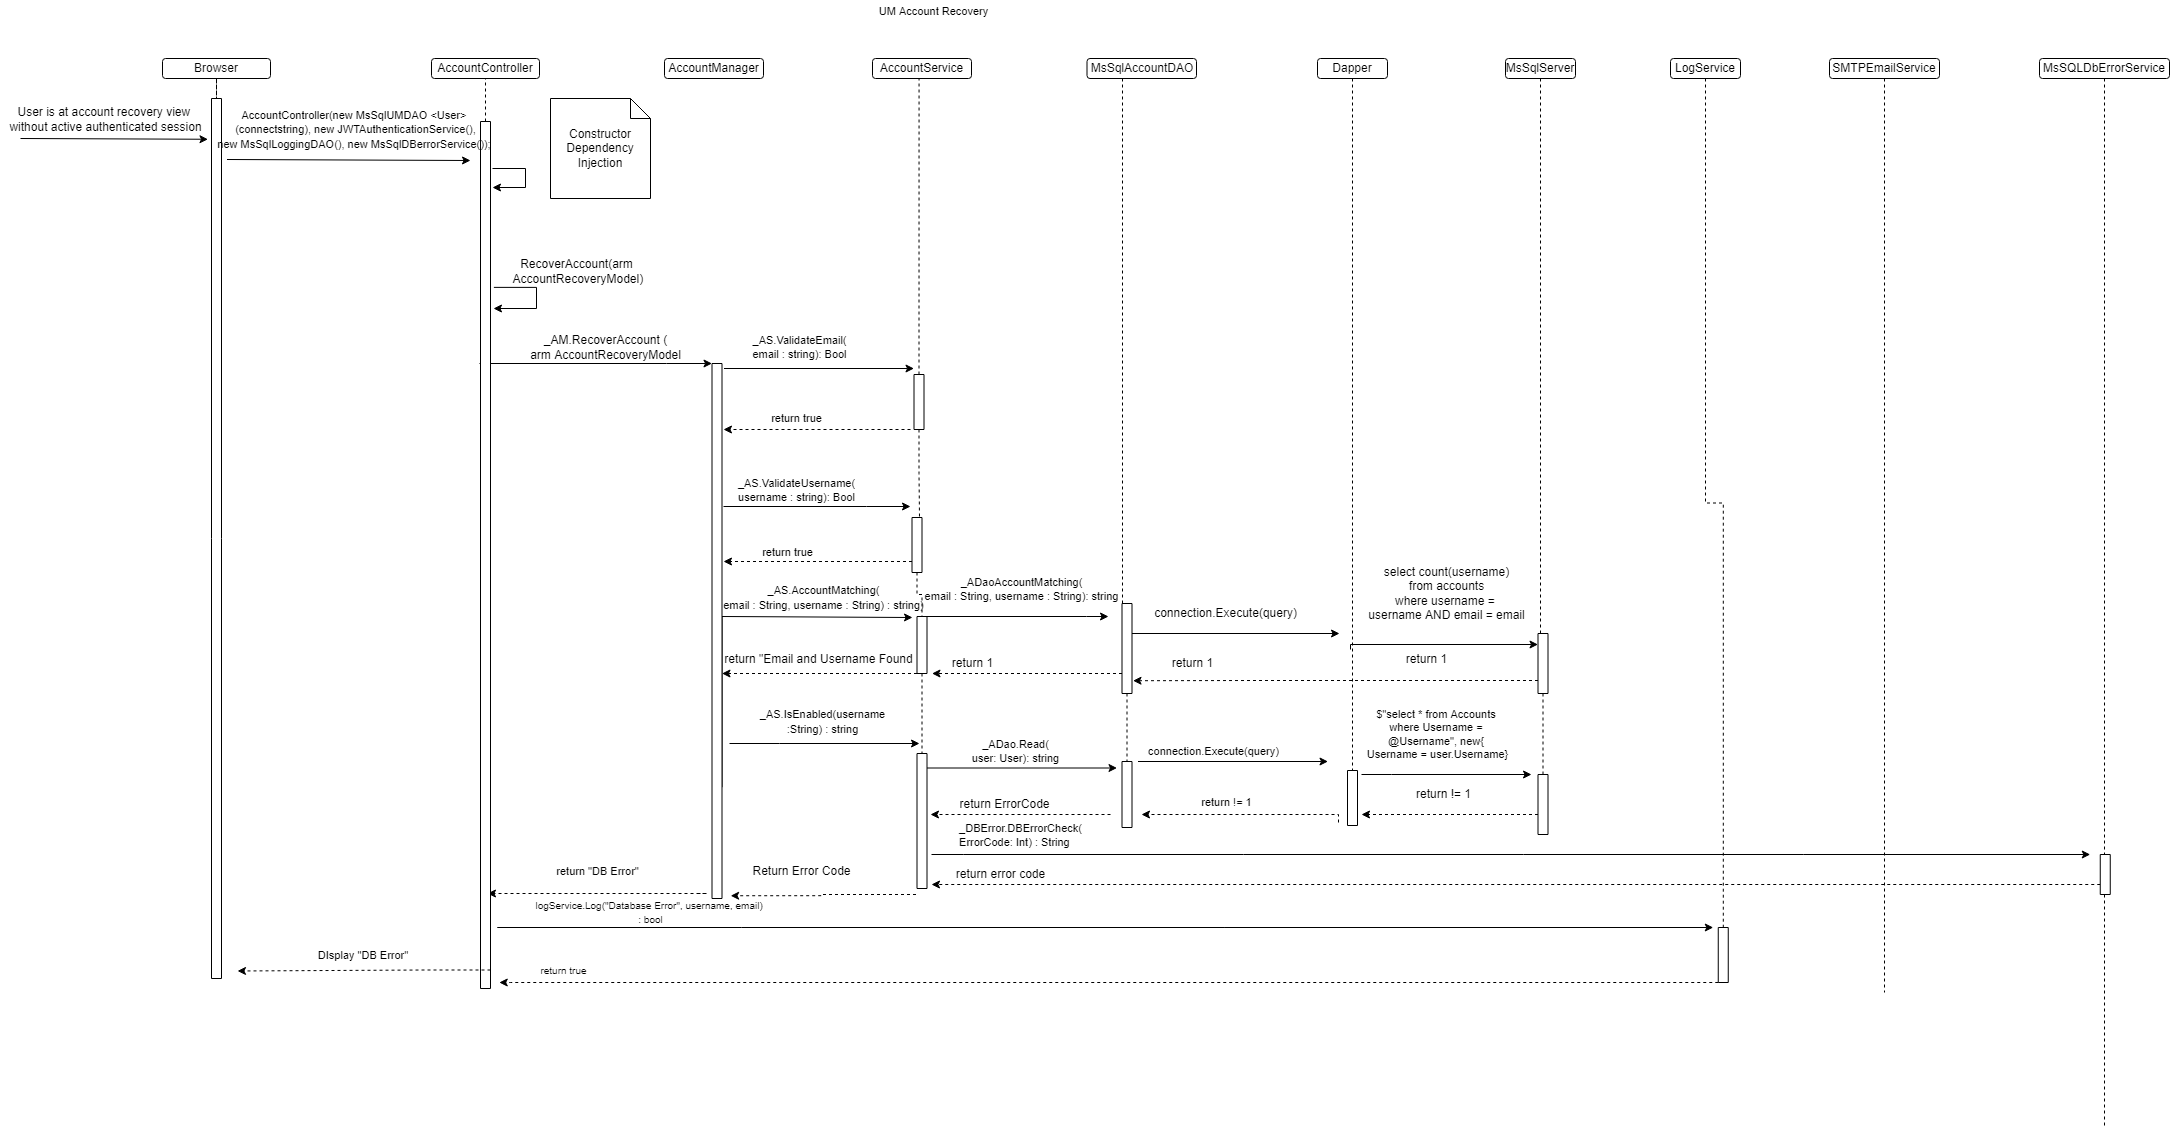 UM Account Recovery
Browser
AccountController
AccountManager
AccountService
MsSqlAccountDAO
Dapper
MsSqlServer
LogService
SMTPEmailService
MsSQLDbErrorService
User is at account recovery view
without active authenticated session
AccountController(new MsSqlUMDAO <User>
(connectstring), new JWTAuthenticationService(),
new MsSqlLoggingDAO(), new MsSqlDBerrorService());
Constructor
Dependency
Injection
RecoverAccount(arm
AccountRecoveryModel)
_AM.RecoverAccount (
arm AccountRecoveryModel
_AS.ValidateEmail(
email : string): Bool
return true
_AS.ValidateUsername(
username : string): Bool
return true
_AS.AccountMatching(
email : String, username : String) : string
_ADaoAccountMatching(
email : String, username : String): string
connection.Execute(query)
select count(username)
from accounts
where username =
username AND email = email
return "Email and Username Found
return 1
return 1
return 1
_AS.IsEnabled(username
:String) : string
_ADao.Read(
user: User): string
connection.Execute(query)
$"select * from Accounts
where Username =
@Username", new{
Username = user.Username}
return ErrorCode
return != 1
return != 1
_DBError.DBErrorCheck(
ErrorCode: Int) : String
return "DB Error"
Return Error Code
return error code
logService.Log("Database Error", username, email)
: bool
DIsplay "DB Error"
return true